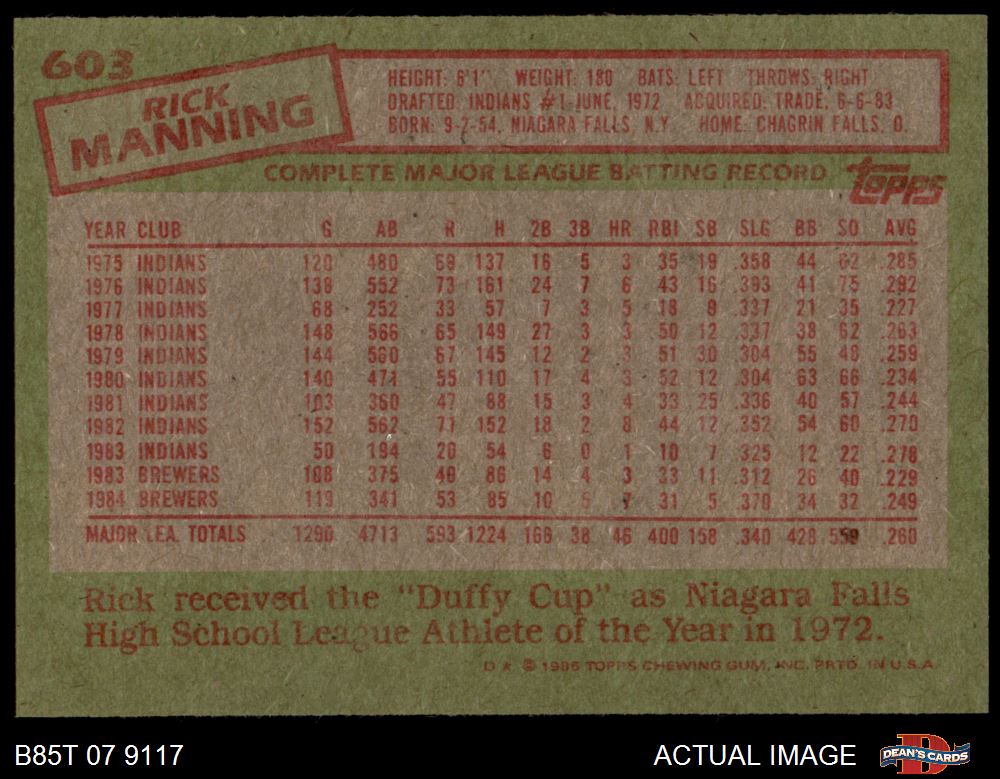 603
RICK
MANNING
HEIGHT: 6'1" WEIGHT: 180 BATS: LEFT THROWS: RIGHT
DRAFTED: INDIANS #1-JUNE, 1972 ACQUIRED: TRADE, 6-6-83
BORN: 9-2-54, NIAGARA FALLS, N.Y. HOME: CHAGRIN FALLS, O.
COMPLETE MAJOR LEAGUE BATTING RECORD
topps
YEAR CLUB G AB R H 2B 3B HR RBI SB SLG BB SO AVG
1975 INDIANS 120 480 69 137 16 5 3 35 19 .358 44 62 .285
1976 INDIANS 138 552 73 161 24 7 6 43 16 .393 41 75 .292
1977 INDIANS 68 252 33 57 7 3 5 18 9 .337 21 35 .227
1978 INDIANS 148 566 65 149 27 3 3 50 12 .337 38 62 .263
1979 INDIANS 144 560 67 145 12 2 3 51 30 .304 55 48 .259
1980 INDIANS 140 471 55 110 17 4 3 52 12 .304 63 66 .234
1981 INDIANS 103 360 47 88 15 3 4 33 25 .336 40 57 .244
1982 INDIANS 152 562 71 152 18 2 8 44 12 .352 54 60 .270
1983 INDIANS 50 194 20 54 6 0 1 10 7 .325 12 22 .278
1983 BREWERS 108 375 40 86 14 4 3 33 11 .312 26 40 .229
1984 BREWERS 119 341 53 85 10 5 7 31 5 .370 34 32 .249
MAJOR LEA. TOTALS 1290 4713 593 1224 166 38 46 400 158 .340 428 559 .260
Rick received the "Duffy Cup" as Niagara Falls
High School League Athlete of the Year in 1972.
D * © 1985 TOPPS CHEWING GUM, INC. PRTD. IN U.S.A.
B85T 07 9117
ACTUAL IMAGE
DEAN'S CARDS